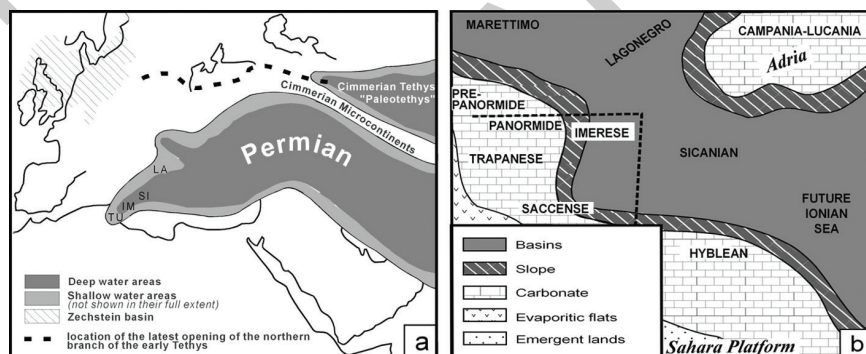 Cimmerian Tethys
"Paleotethys"
Cimmerian Microcontinents
Permian
LA
SI
IM
TU
Deep water areas
Shallow water areas
(not shown in their full extent)
Zechstein basin
location of the latest opening of the northern
branch of the early Tethys
a
MARETTIMO
LAGONEGRO
CAMPANIA-LUCANIA
Adria
PRE-
PANORMIDE
PANORMIDE
IMERESE
TRAPANESE
SICANIAN
SACCENSE
FUTURE
IONIAN
SEA
HYBLEAN
Basins
Slope
Carbonate
Evaporitic flats
Emergent lands
Sahara Platform
b